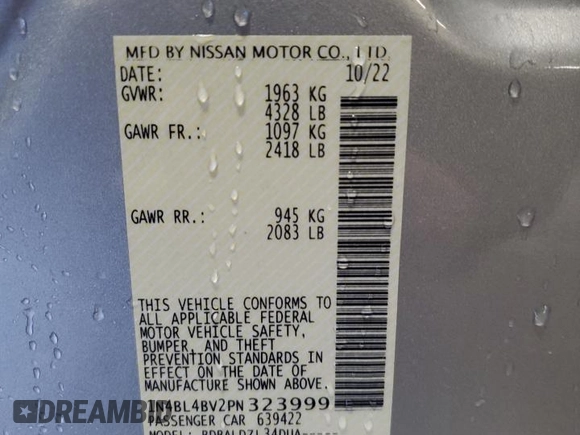 MFD BY NISSAN MOTOR CO., LTD.
DATE: 10/22
GVWR: 1963 KG
4328 LB
GAWR FR.: 1097 KG
2418 LB
GAWR RR.: 945 KG
2083 LB
THIS VEHICLE CONFORMS TO
ALL APPLICABLE FEDERAL
MOTOR VEHICLE SAFETY,
BUMPER, AND THEFT
PREVENTION STANDARDS
IN EFFECT ON THE DATE OF
MANUFACTURE SHOWN ABOVE.
1N4BL4BV2PN323999
PASSENGER CAR 639422
MODEL:
DREAMBID